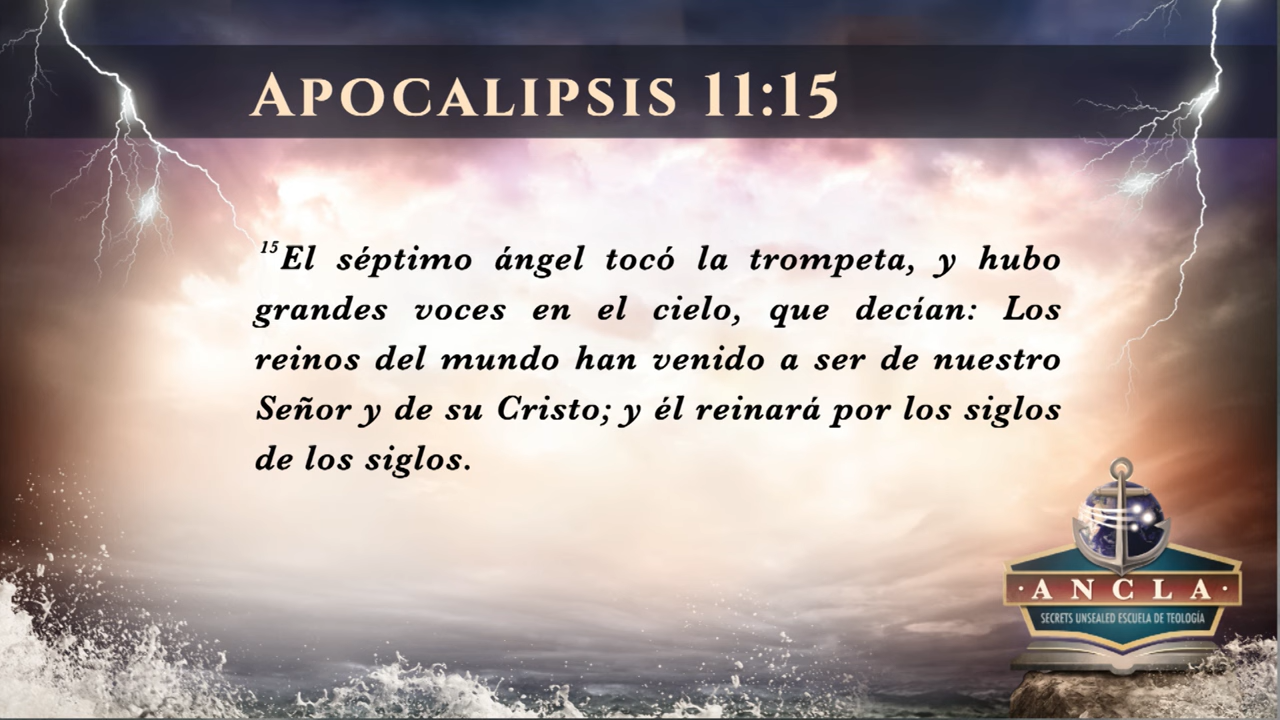 Apocalipsis 11:15
15El séptimo ángel tocó la trompeta, y hubo
grandes voces en el cielo, que decían: Los
reinos del mundo han venido a ser de nuestro
Señor y de su Cristo; y él reinará por los siglos
de los siglos.
·ANCLA·
SECRETS UNSEALED ESCUELA DE TEOLOGÍA